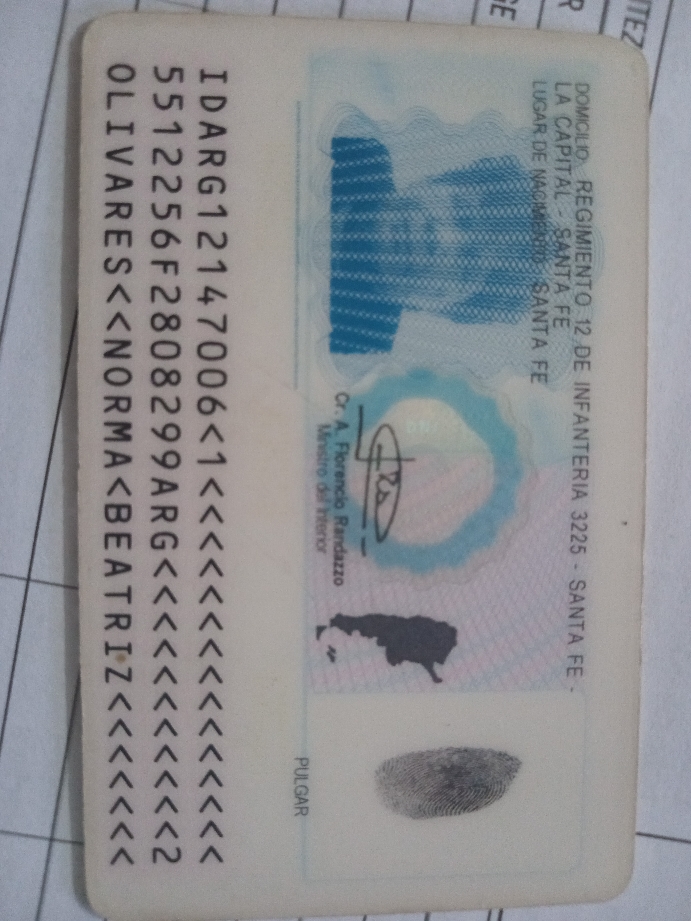 DOMICILIO: REGIMIENTO 12 DE INFANTERIA 3225 - SANTA FE -
LA CAPITAL - SANTA FE
LUGAR DE NACIMIENTO: SANTA FE
DNI
Cr. A. Florencio Randazzo
Ministro del Interior
PULGAR
IDARG12147006<1<<<<<<<<<<<<<<<
5512256F2808299ARG<<<<<<<<<<<2
OLIVARES<<NORMA<BEATRIZ<<<<<<<